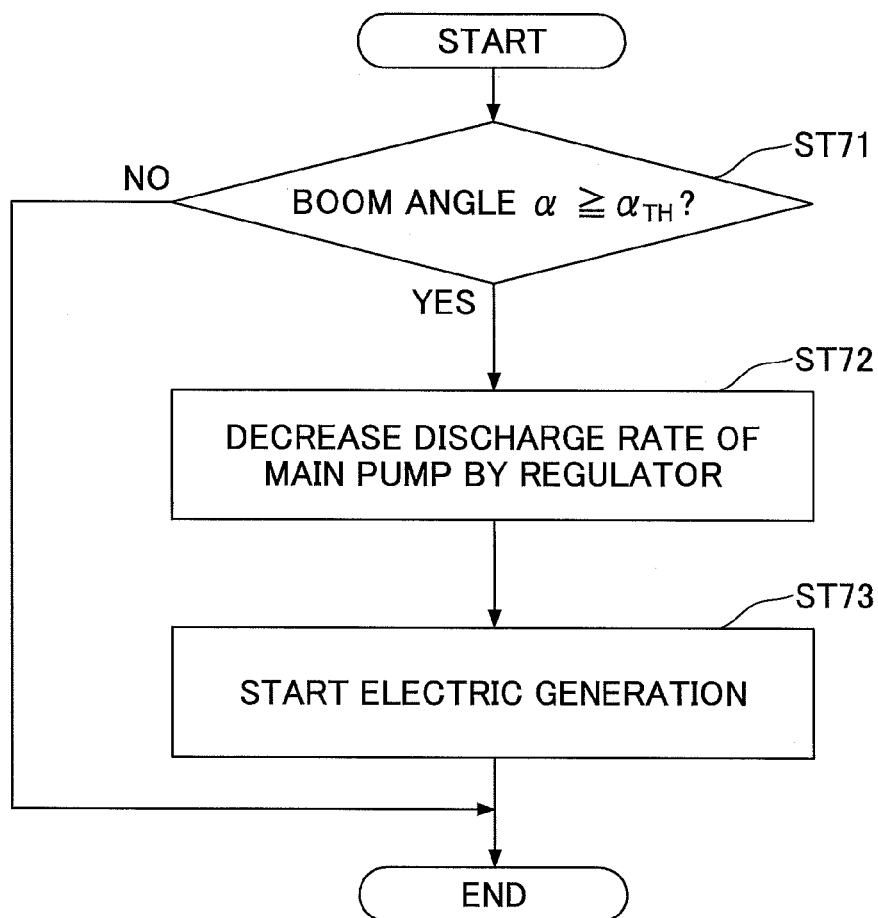 START
ST71
NO
BOOM ANGLE α ≧ αTH?
YES
ST72
DECREASE DISCHARGE RATE OF
MAIN PUMP BY REGULATOR
ST73
START ELECTRIC GENERATION
END